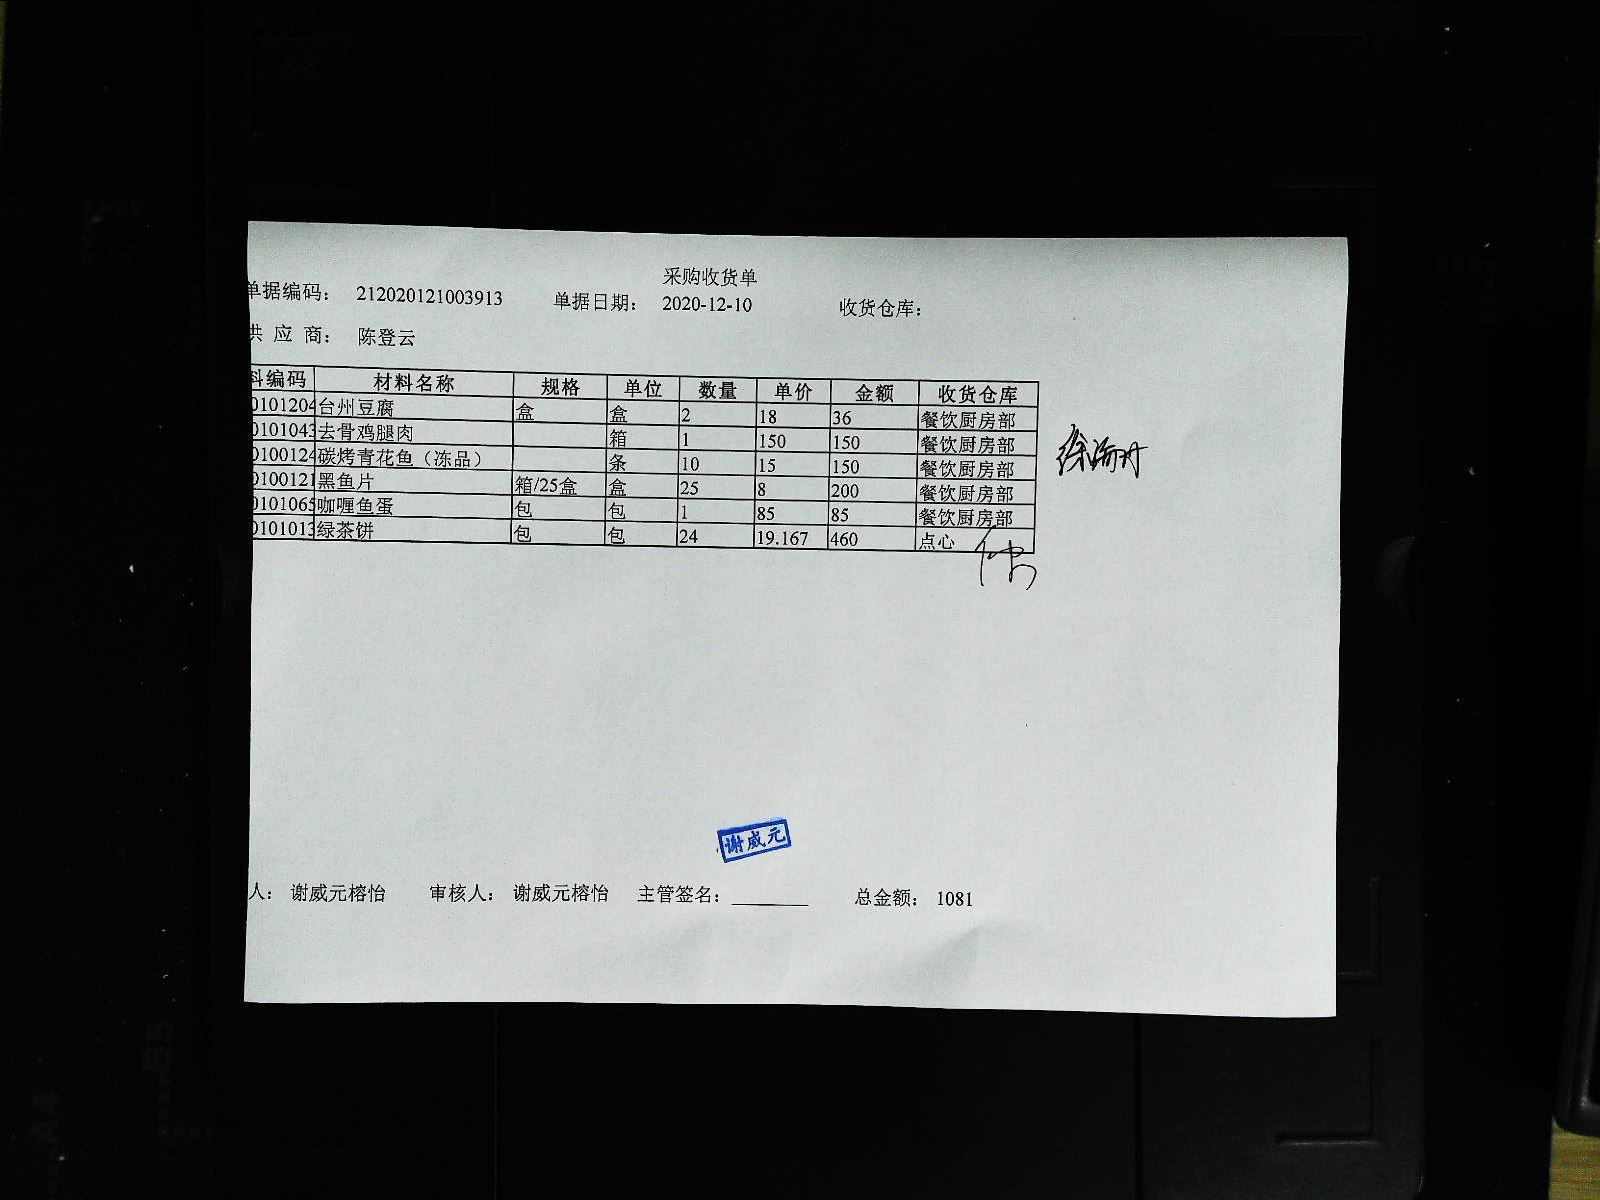 采购收货单
单据编码： 212020121003913 单据日期： 2020-12-10 收货仓库：
供 应 商： 陈登云
料编码 材料名称 规格 单位 数量 单价 金额 收货仓库
0101204 台州豆腐 盒 盒 2 18 36 餐饮厨房部
0101043 去骨鸡腿肉 箱 1 150 150 餐饮厨房部
0100124 碳烤青花鱼（冻品） 条 10 15 150 餐饮厨房部
0100121 黑鱼片 箱/25盒 盒 25 8 200 餐饮厨房部
0101065 咖喱鱼蛋 包 包 1 85 85 餐饮厨房部
0101013 绿茶饼 包 包 24 19.167 460 点心
谢威元
人： 谢威元榕怡 审核人： 谢威元榕怡 主管签名： 总金额： 1081